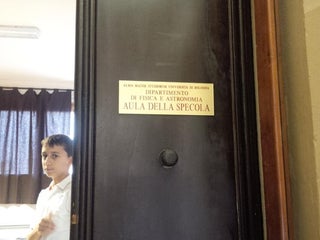 ALMA MATER STUDIORUM UNIVERSITÀ DI BOLOGNA
DIPARTIMENTO
DI FISICA E ASTRONOMIA
AULA DELLA SPECOLA